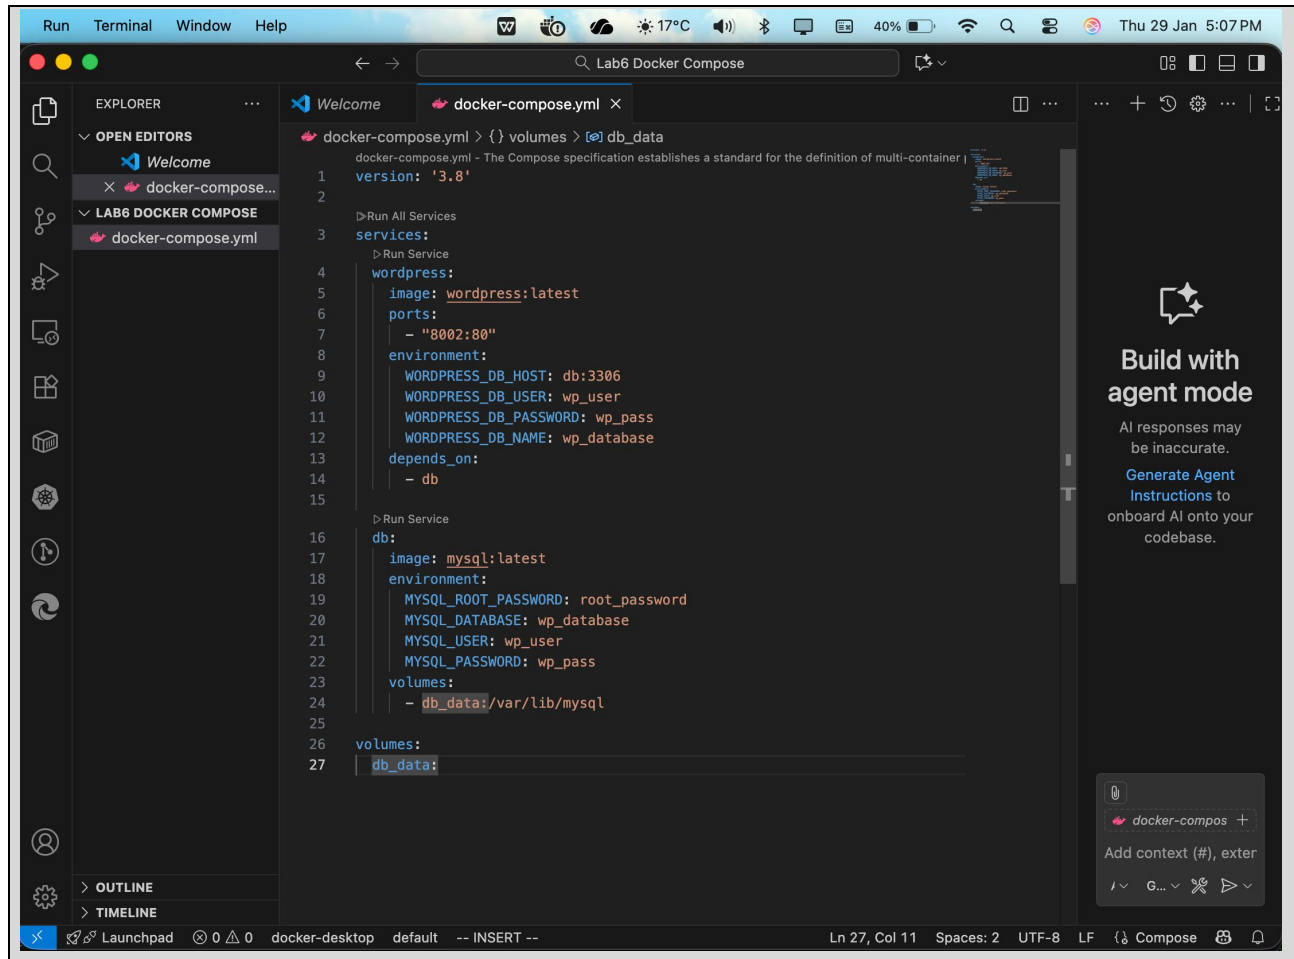 Run Terminal Window Help 17°C 40% Thu 29 Jan 5:07 PM
Lab6 Docker Compose
EXPLORER
OPEN EDITORS
Welcome
docker-compose...
LAB6 DOCKER COMPOSE
docker-compose.yml
OUTLINE
TIMELINE
Welcome docker-compose.yml
docker-compose.yml > {} volumes > db_data
docker-compose.yml - The Compose specification establishes a standard for the definition of multi-container
1 version: '3.8'
2
Run All Services
3 services:
Run Service
4 wordpress:
5 image: wordpress:latest
6 ports:
7 - "8002:80"
8 environment:
9 WORDPRESS_DB_HOST: db:3306
10 WORDPRESS_DB_USER: wp_user
11 WORDPRESS_DB_PASSWORD: wp_pass
12 WORDPRESS_DB_NAME: wp_database
13 depends_on:
14 - db
15
Run Service
16 db:
17 image: mysql:latest
18 environment:
19 MYSQL_ROOT_PASSWORD: root_password
20 MYSQL_DATABASE: wp_database
21 MYSQL_USER: wp_user
22 MYSQL_PASSWORD: wp_pass
23 volumes:
24 - db_data:/var/lib/mysql
25
26 volumes:
27 db_data:
Build with
agent mode
AI responses may
be inaccurate.
Generate Agent
Instructions to
onboard AI onto your
codebase.
docker-compos
Add context (#), exter
G...
Launchpad 0 0 docker-desktop default -- INSERT -- Ln 27, Col 11 Spaces: 2 UTF-8 LF Compose